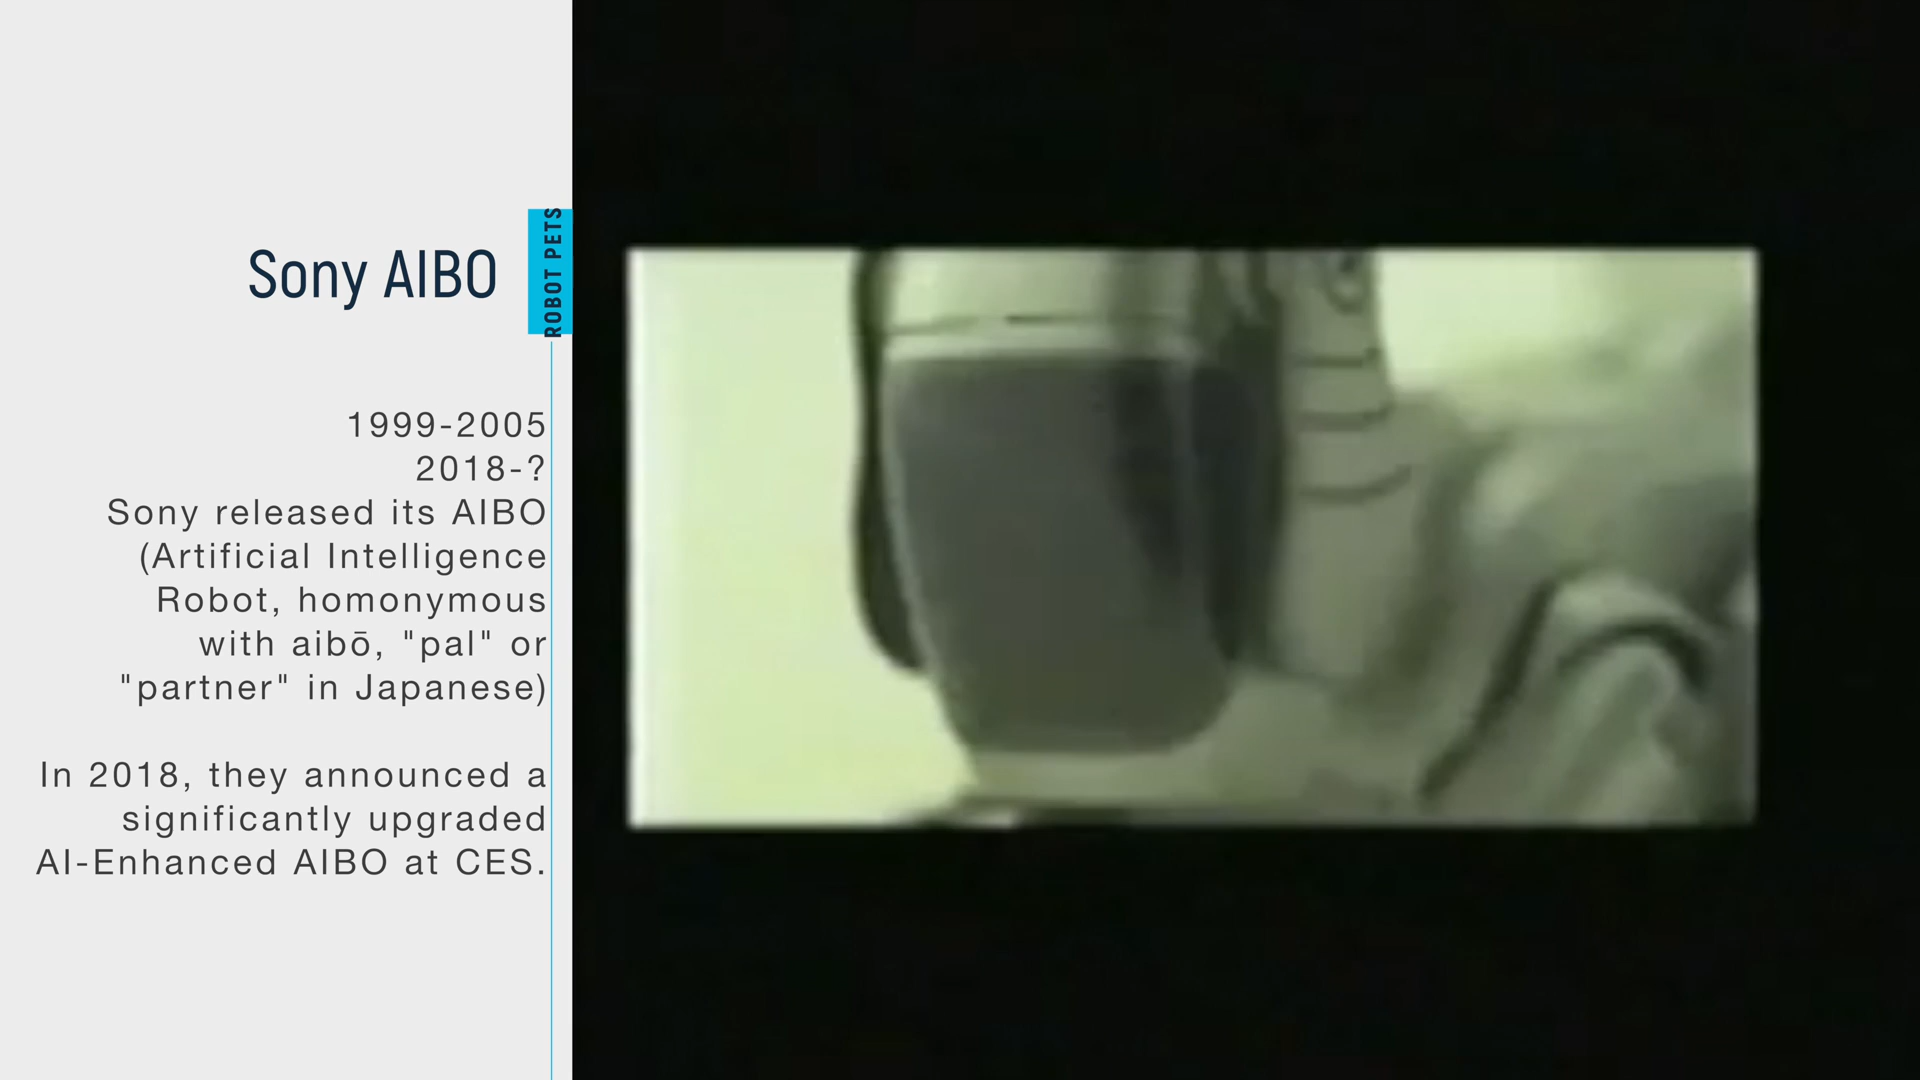 Sony AIBO
ROBOT PETS
1999-2005
2018-?
Sony released its AIBO
(Artificial Intelligence
Robot, homonymous
with aibō, "pal" or
"partner" in Japanese)
In 2018, they announced a
significantly upgraded
AI-Enhanced AIBO at CES.